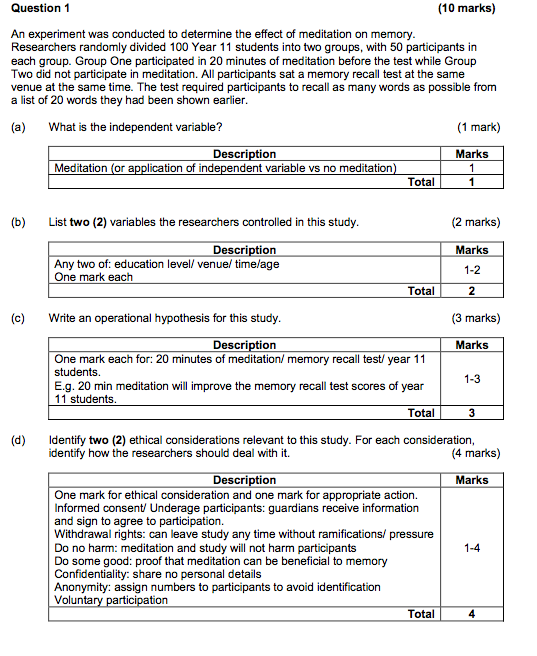 Question 1 (10 marks)
An experiment was conducted to determine the effect of meditation on memory.
Researchers randomly divided 100 Year 11 students into two groups, with 50 participants in
each group. Group One participated in 20 minutes of meditation before the test while Group
Two did not participate in meditation. All participants sat a memory recall test at the same
venue at the same time. The test required participants to recall as many words as possible from
a list of 20 words they had been shown earlier.
(a) What is the independent variable? (1 mark)
Description Marks
Meditation (or application of independent variable vs no meditation) 1
Total 1
(b) List two (2) variables the researchers controlled in this study. (2 marks)
Description Marks
Any two of: education level/ venue/ time/age
One mark each
1-2
Total 2
(c) Write an operational hypothesis for this study. (3 marks)
Description Marks
One mark each for: 20 minutes of meditation/ memory recall test/ year 11
students.
E.g. 20 min meditation will improve the memory recall test scores of year
11 students.
1-3
Total 3
(d) Identify two (2) ethical considerations relevant to this study. For each consideration,
identify how the researchers should deal with it. (4 marks)
Description Marks
One mark for ethical consideration and one mark for appropriate action.
Informed consent/ Underage participants: guardians receive information
and sign to agree to participation.
Withdrawal rights: can leave study any time without ramifications/ pressure
Do no harm: meditation and study will not harm participants
Do some good: proof that meditation can be beneficial to memory
Confidentiality: share no personal details
Anonymity: assign numbers to participants to avoid identification
Voluntary participation
1-4
Total 4